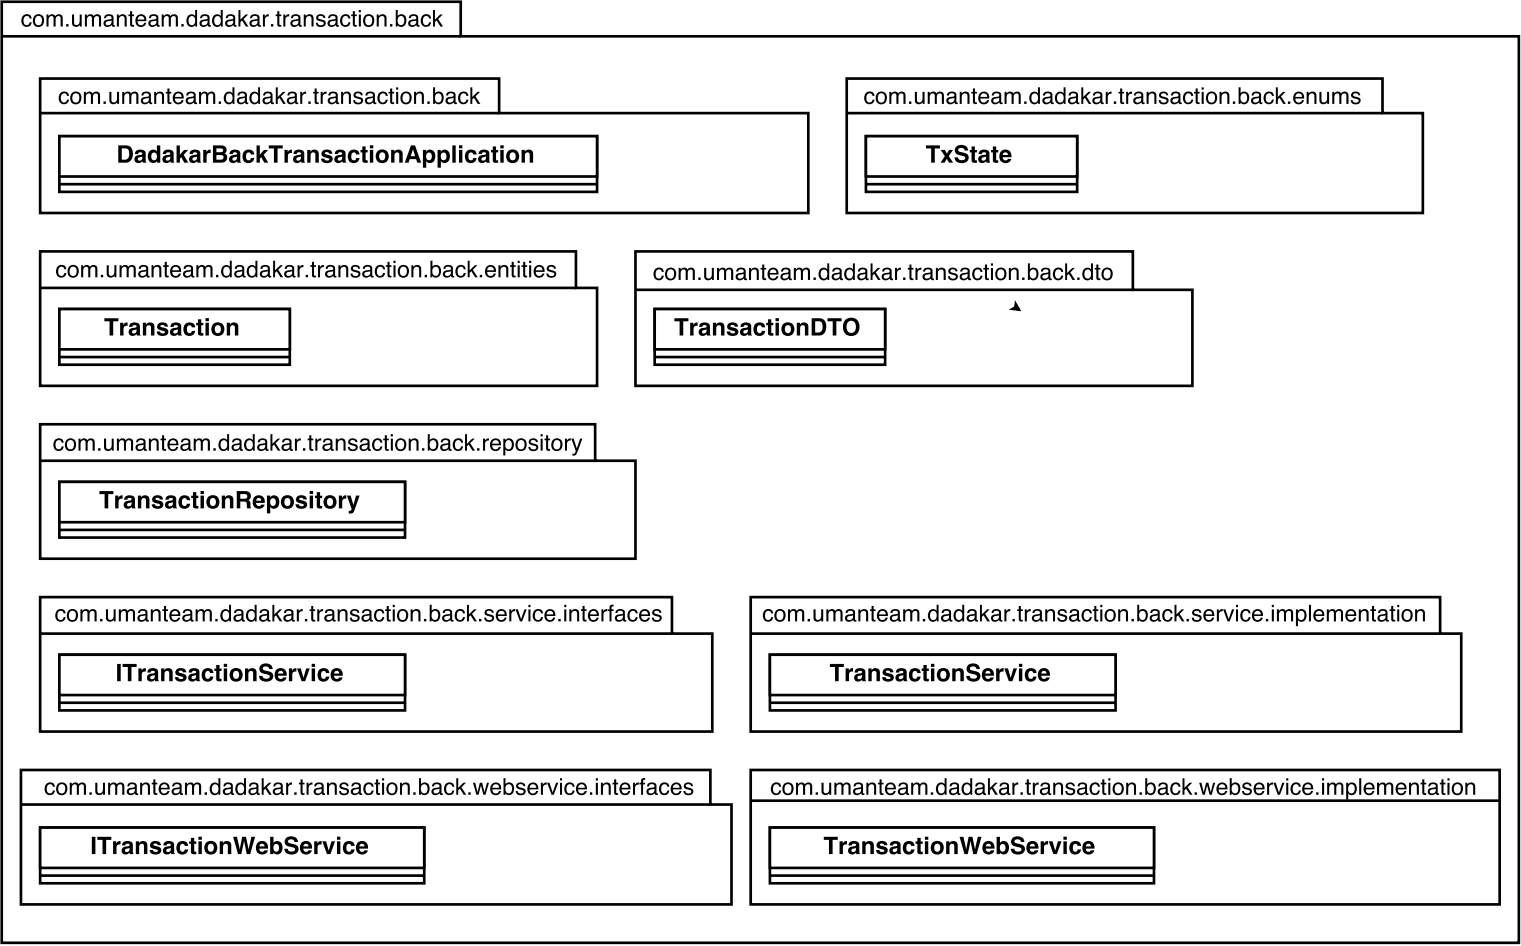 com.umanteam.dadakar.transaction.back
com.umanteam.dadakar.transaction.back
DadakarBackTransactionApplication
com.umanteam.dadakar.transaction.back.enums
TxState
com.umanteam.dadakar.transaction.back.entities
Transaction
com.umanteam.dadakar.transaction.back.dto
TransactionDTO
com.umanteam.dadakar.transaction.back.repository
TransactionRepository
com.umanteam.dadakar.transaction.back.service.interfaces
ITransactionService
com.umanteam.dadakar.transaction.back.service.implementation
TransactionService
com.umanteam.dadakar.transaction.back.webservice.interfaces
ITransactionWebService
com.umanteam.dadakar.transaction.back.webservice.implementation
TransactionWebService